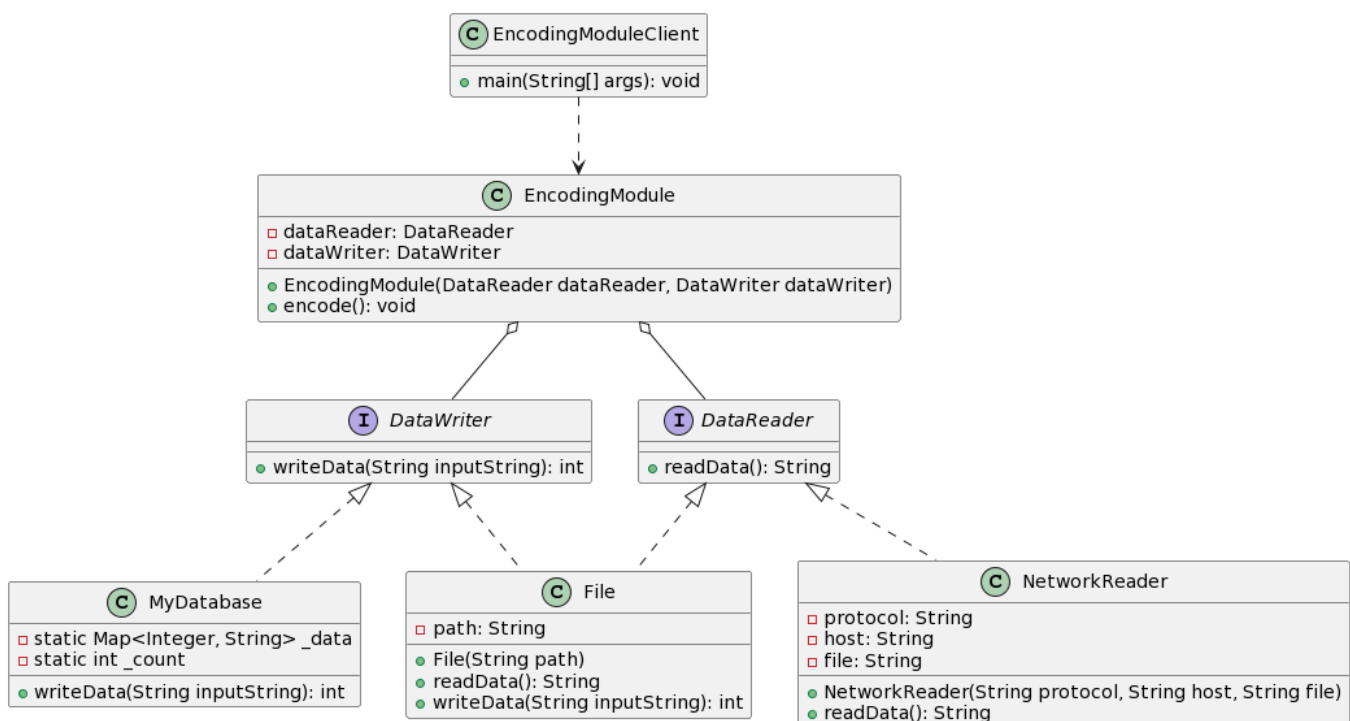 C EncodingModuleClient
main(String[] args): void
C EncodingModule
dataReader: DataReader
dataWriter: DataWriter
EncodingModule(DataReader dataReader, DataWriter dataWriter)
encode(): void
I DataWriter
writeData(String inputString): int
I DataReader
readData(): String
C MyDatabase
static Map<Integer, String> _data
static int _count
writeData(String inputString): int
C File
path: String
File(String path)
readData(): String
writeData(String inputString): int
C NetworkReader
protocol: String
host: String
file: String
NetworkReader(String protocol, String host, String file)
readData(): String